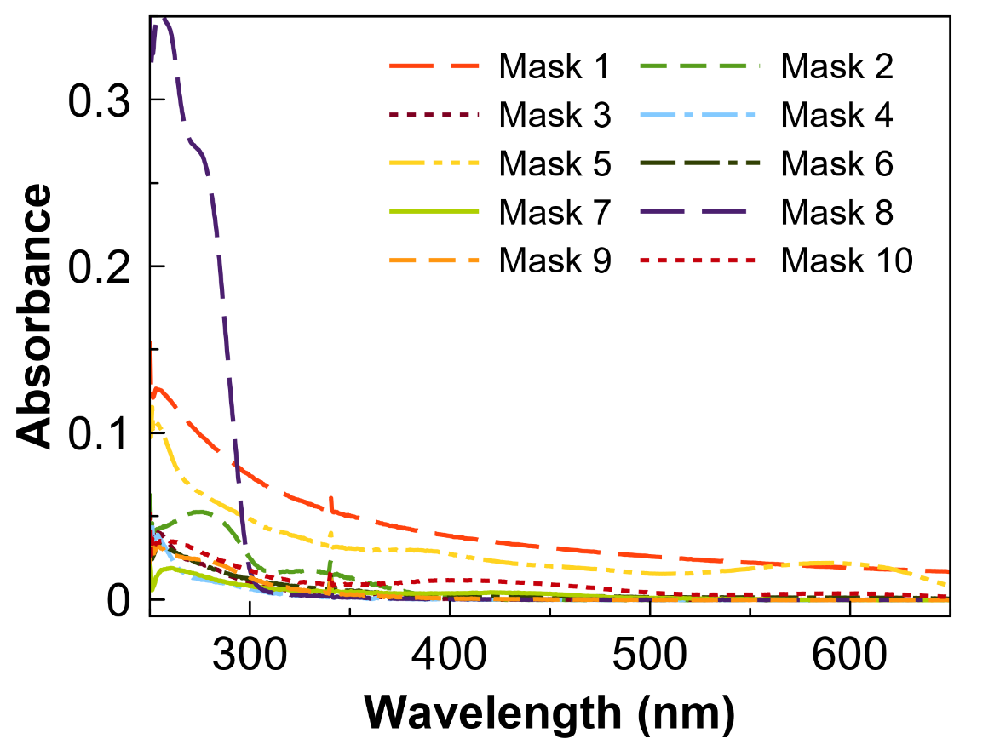 Absorbance
0.3
0.2
0.1
0
Mask 1 Mask 2
Mask 3 Mask 4
Mask 5 Mask 6
Mask 7 Mask 8
Mask 9 Mask 10
300 400 500 600
Wavelength (nm)